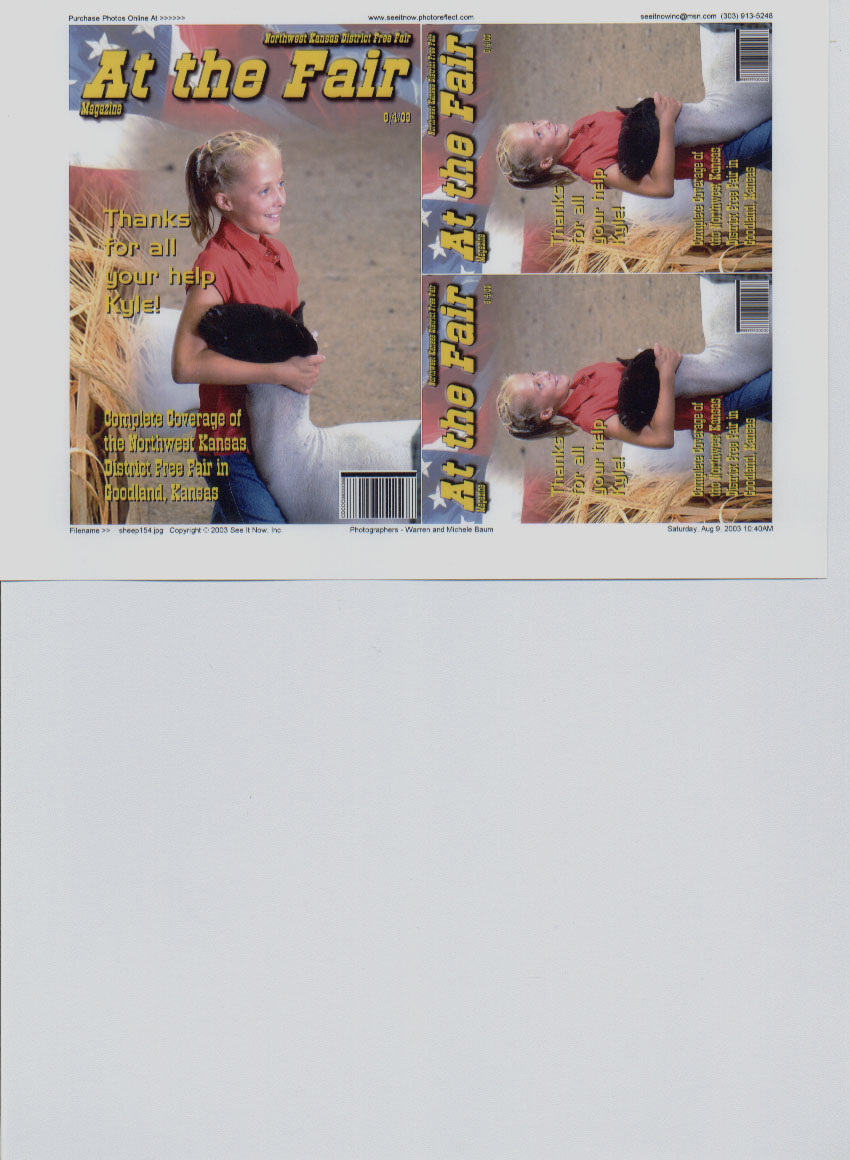 Purchase Photos Online At >>>>>> www.seeitnow.photoreflect.com seeitnowinc@msn.com (303) 913-5248
Northwest Kansas District Free Fair
At the Fair
Magazine
8/4/03
Thanks
for all
your help
Kyle!
Complete Coverage of
the Northwest Kansas
District Free Fair in
Goodland, Kansas
Northwest Kansas District Free Fair
At the Fair
Magazine
8/4/03
Thanks
for all
your help
Kyle!
Complete Coverage of
the Northwest Kansas
District Free Fair in
Goodland, Kansas
Northwest Kansas District Free Fair
At the Fair
Magazine
8/4/03
Thanks
for all
your help
Kyle!
Complete Coverage of
the Northwest Kansas
District Free Fair in
Goodland, Kansas
Filename >> sheep154.jpg Copyright © 2003 See It Now, Inc. Photographers - Warren and Michele Baum Saturday, Aug 9, 2003 10:40AM